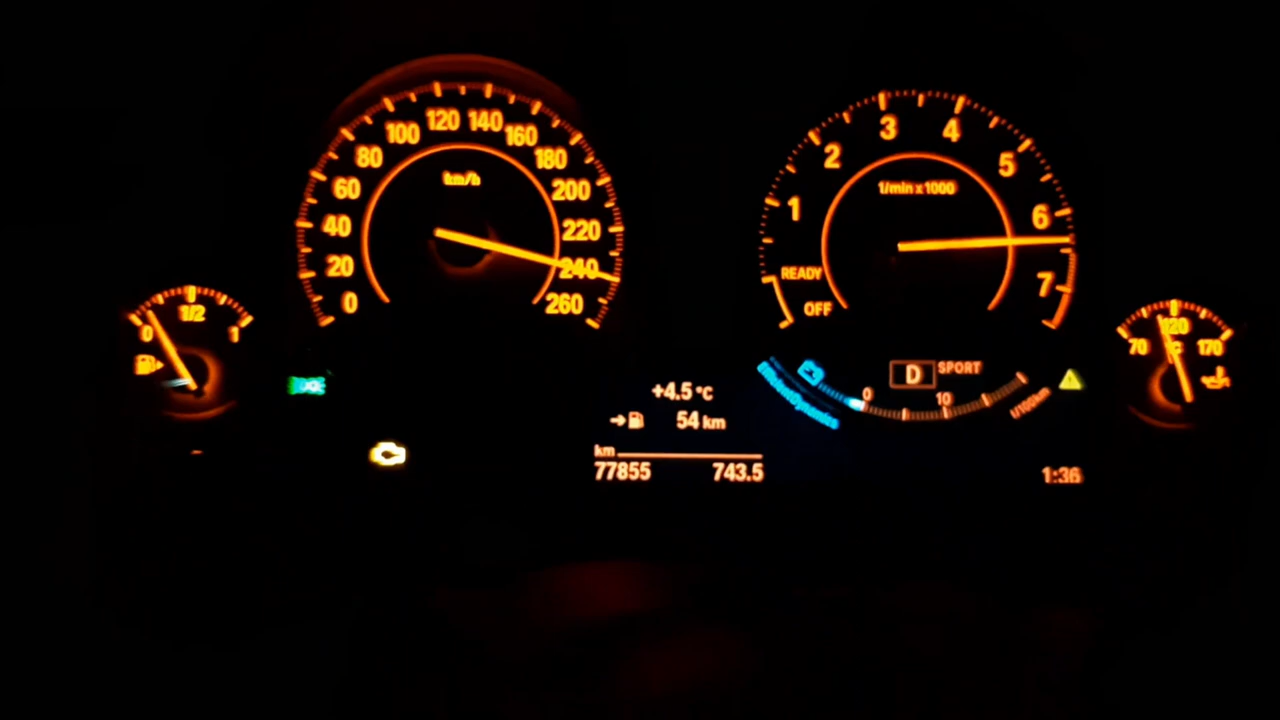 0
20
40
60
80
100
120
140
160
180
200
220
240
260
km/h
OFF
READY
1
2
3
4
5
6
7
1/min x 1000
0
1/2
1
70
120
170
°C
+4.5 °C
54 km
km
77855 743.5
EfficientDynamics
0
10
l/100km
D
SPORT
1:36